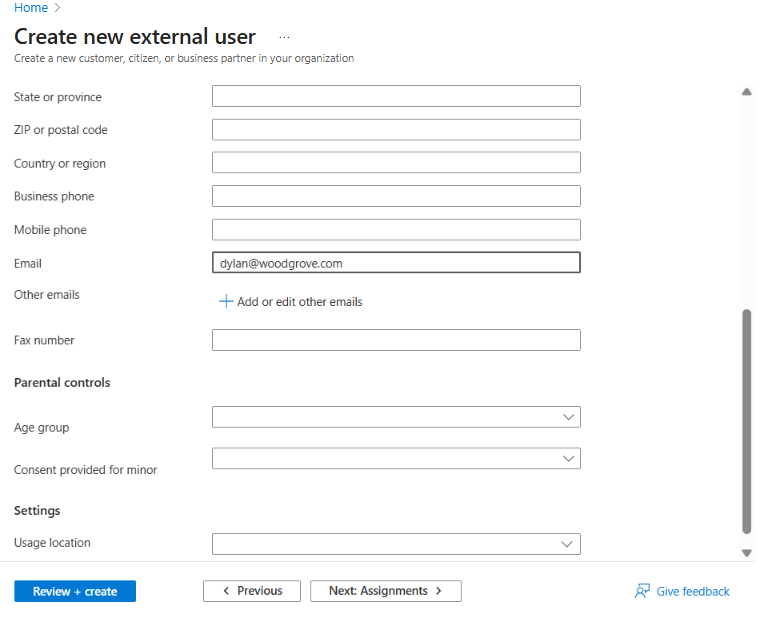 Home >
Create new external user ...
Create a new customer, citizen, or business partner in your organization
State or province
ZIP or postal code
Country or region
Business phone
Mobile phone
Email dylan@woodgrove.com
Other emails + Add or edit other emails
Fax number
Parental controls
Age group
Consent provided for minor
Settings
Usage location
Review + create < Previous Next: Assignments > Give feedback